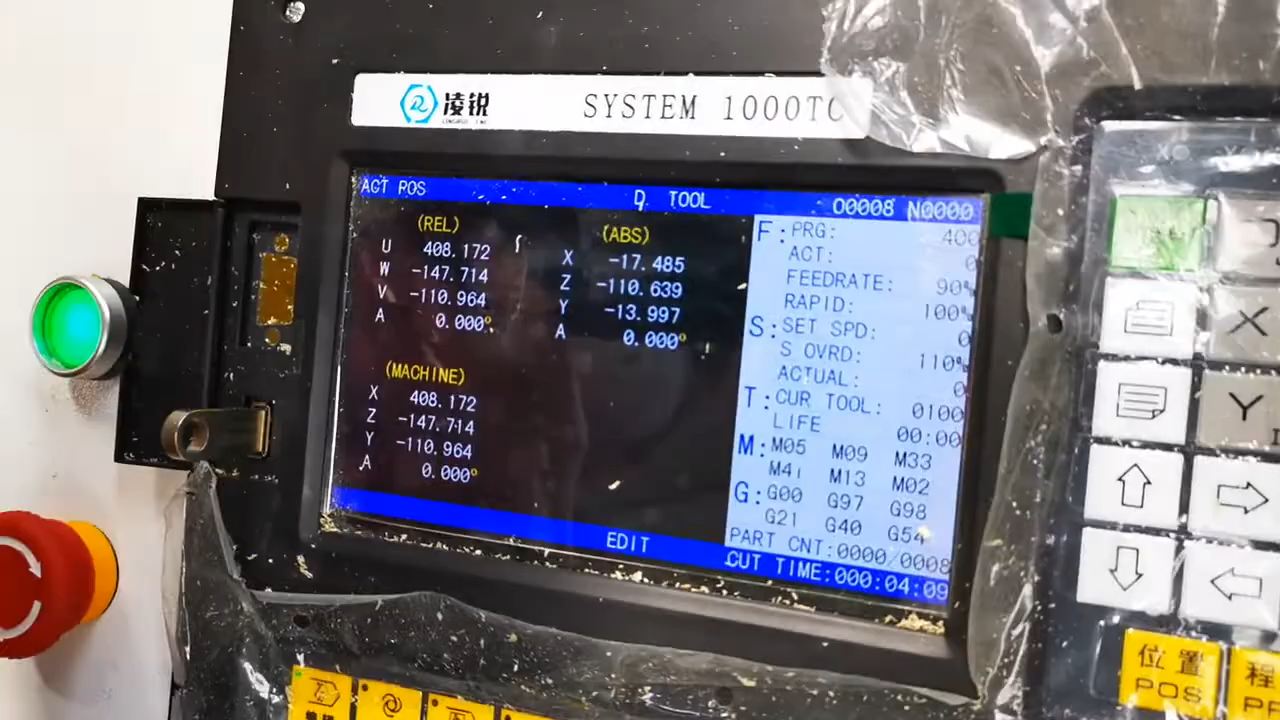 凌锐
SYSTEM 1000TC
ACT POS D. TOOL O0008 N0000
(REL)
U 408.172
W -147.714
V -110.964
A 0.000°
(ABS)
X -17.485
Z -110.639
Y -13.997
A 0.000°
(MACHINE)
X 408.172
Z -147.714
Y -110.964
A 0.000°
F: PRG: 400
ACT: 0
FEEDRATE: 90%
RAPID: 100%
S: SET SPD: 0
S OVRD: 110%
ACTUAL: 0
T: CUR TOOL: 0100
LIFE 00:00
M: M05 M09 M33
M41 M13 M02
G: G00 G97 G98
G21 G40 G54
PART CNT:0000/0008
EDIT
CUT TIME:000:04:09
X
Y
位置
POS
程